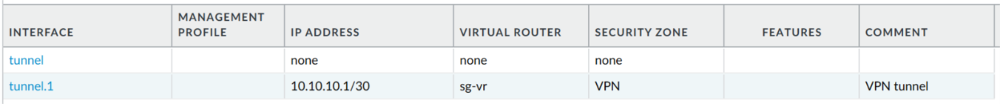 INTERFACE MANAGEMENT PROFILE IP ADDRESS VIRTUAL ROUTER SECURITY ZONE FEATURES COMMENT
tunnel none none none
tunnel.1 10.10.10.1/30 sg-vr VPN VPN tunnel